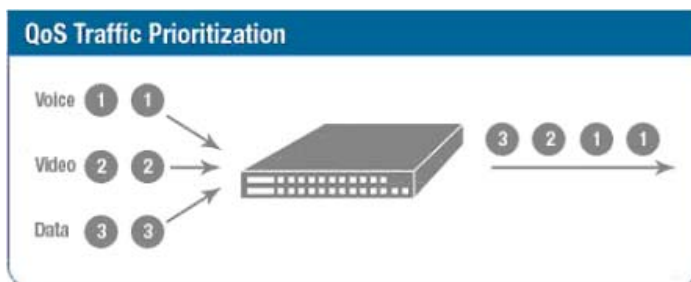 QoS Traffic Prioritization
Voice 1 1
3 2 1 1
Video 2 2
Data 3 3